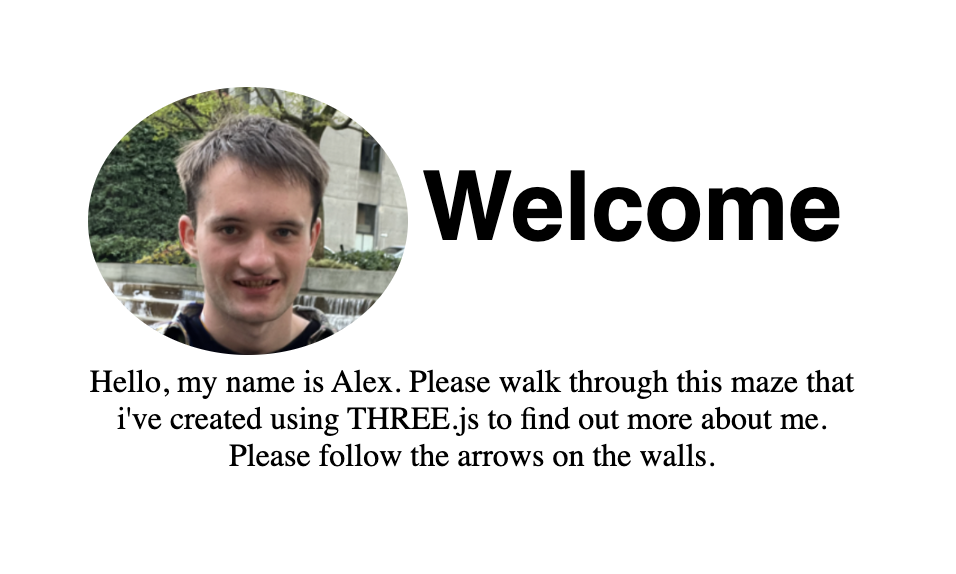 Welcome
Hello, my name is Alex. Please walk through this maze that
i've created using THREE.js to find out more about me.
Please follow the arrows on the walls.